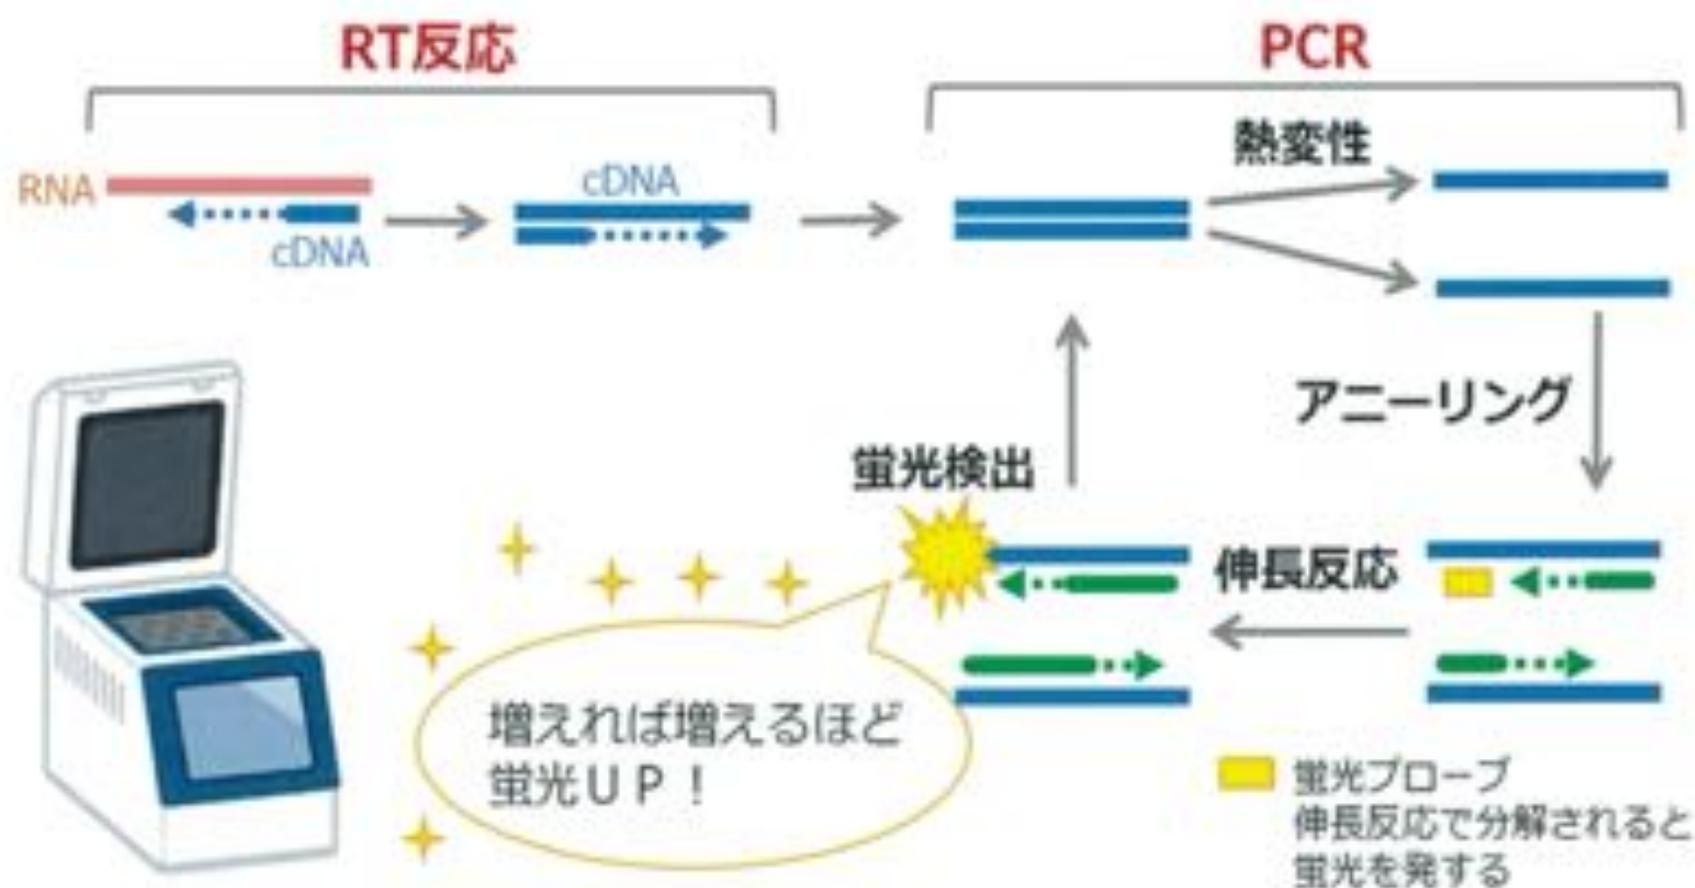 RT反応
PCR
RNA
cDNA
cDNA
熱変性
アニーリング
伸長反応
蛍光検出
増えれば増えるほど
蛍光UP！
蛍光プローブ
伸長反応で分解されると
蛍光を発する